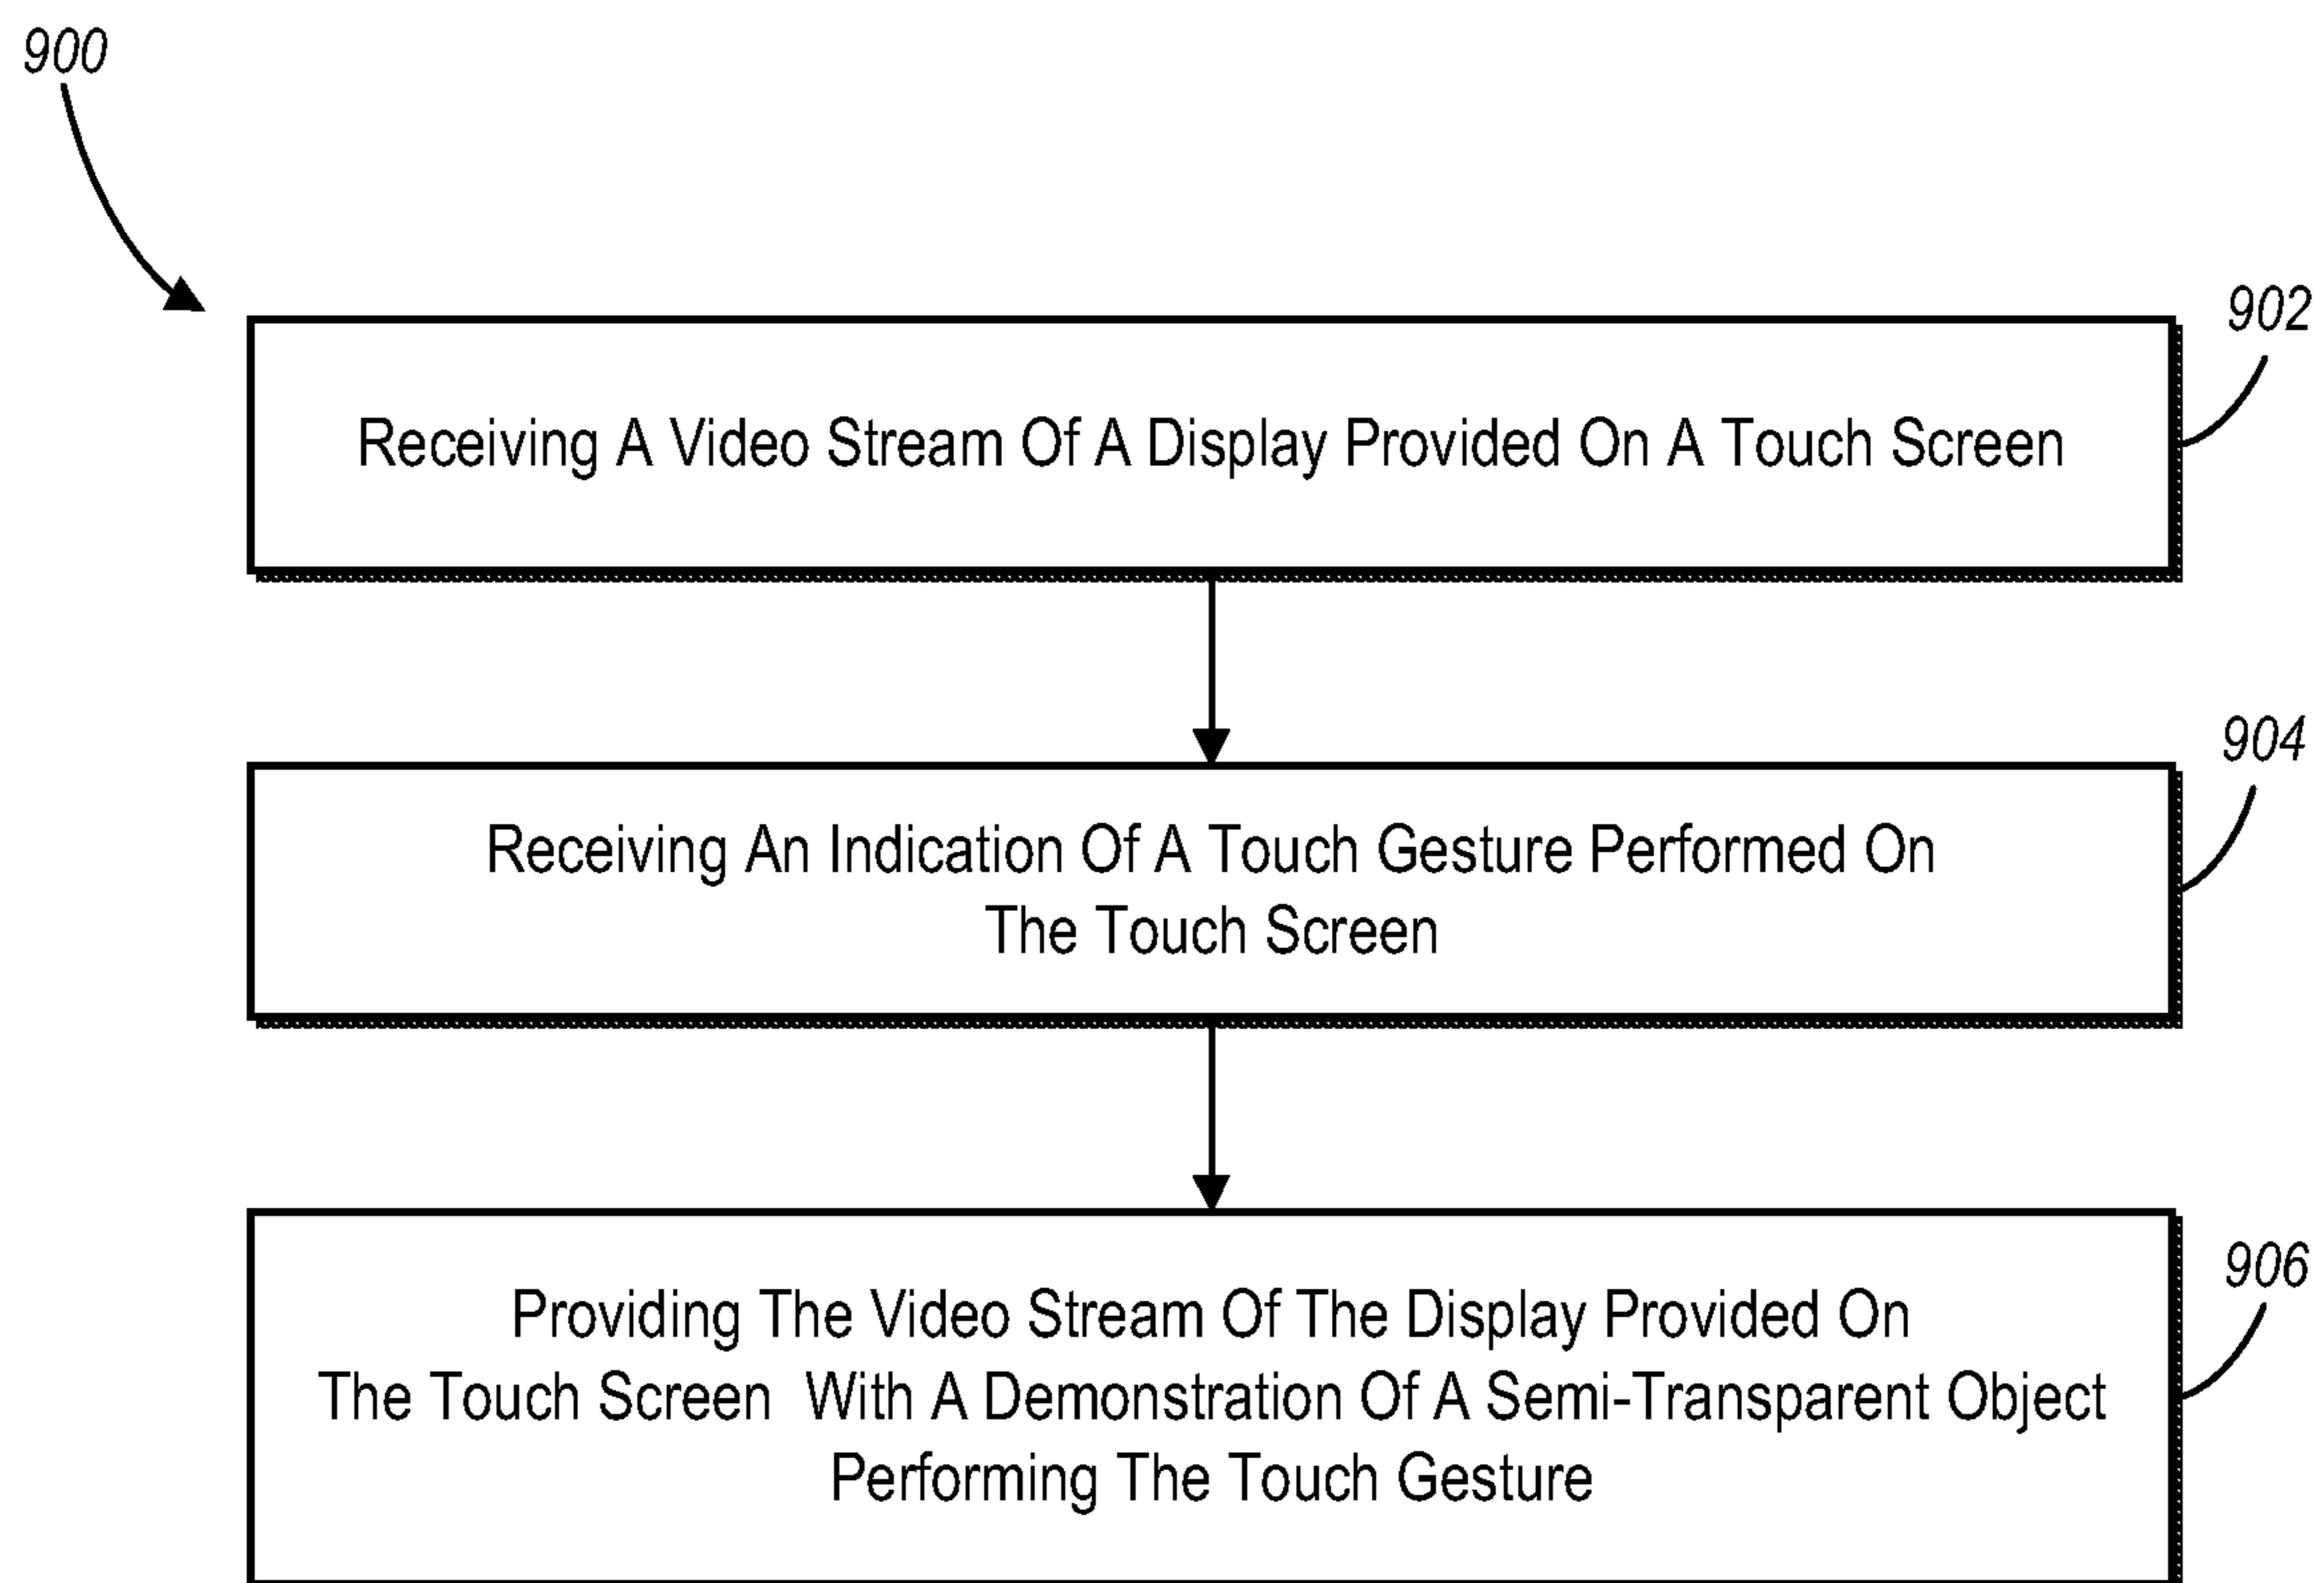 900
902
Receiving A Video Stream Of A Display Provided On A Touch Screen
904
Receiving An Indication Of A Touch Gesture Performed On
The Touch Screen
906
Providing The Video Stream Of The Display Provided On
The Touch Screen  With A Demonstration Of A Semi-Transparent Object
Performing The Touch Gesture